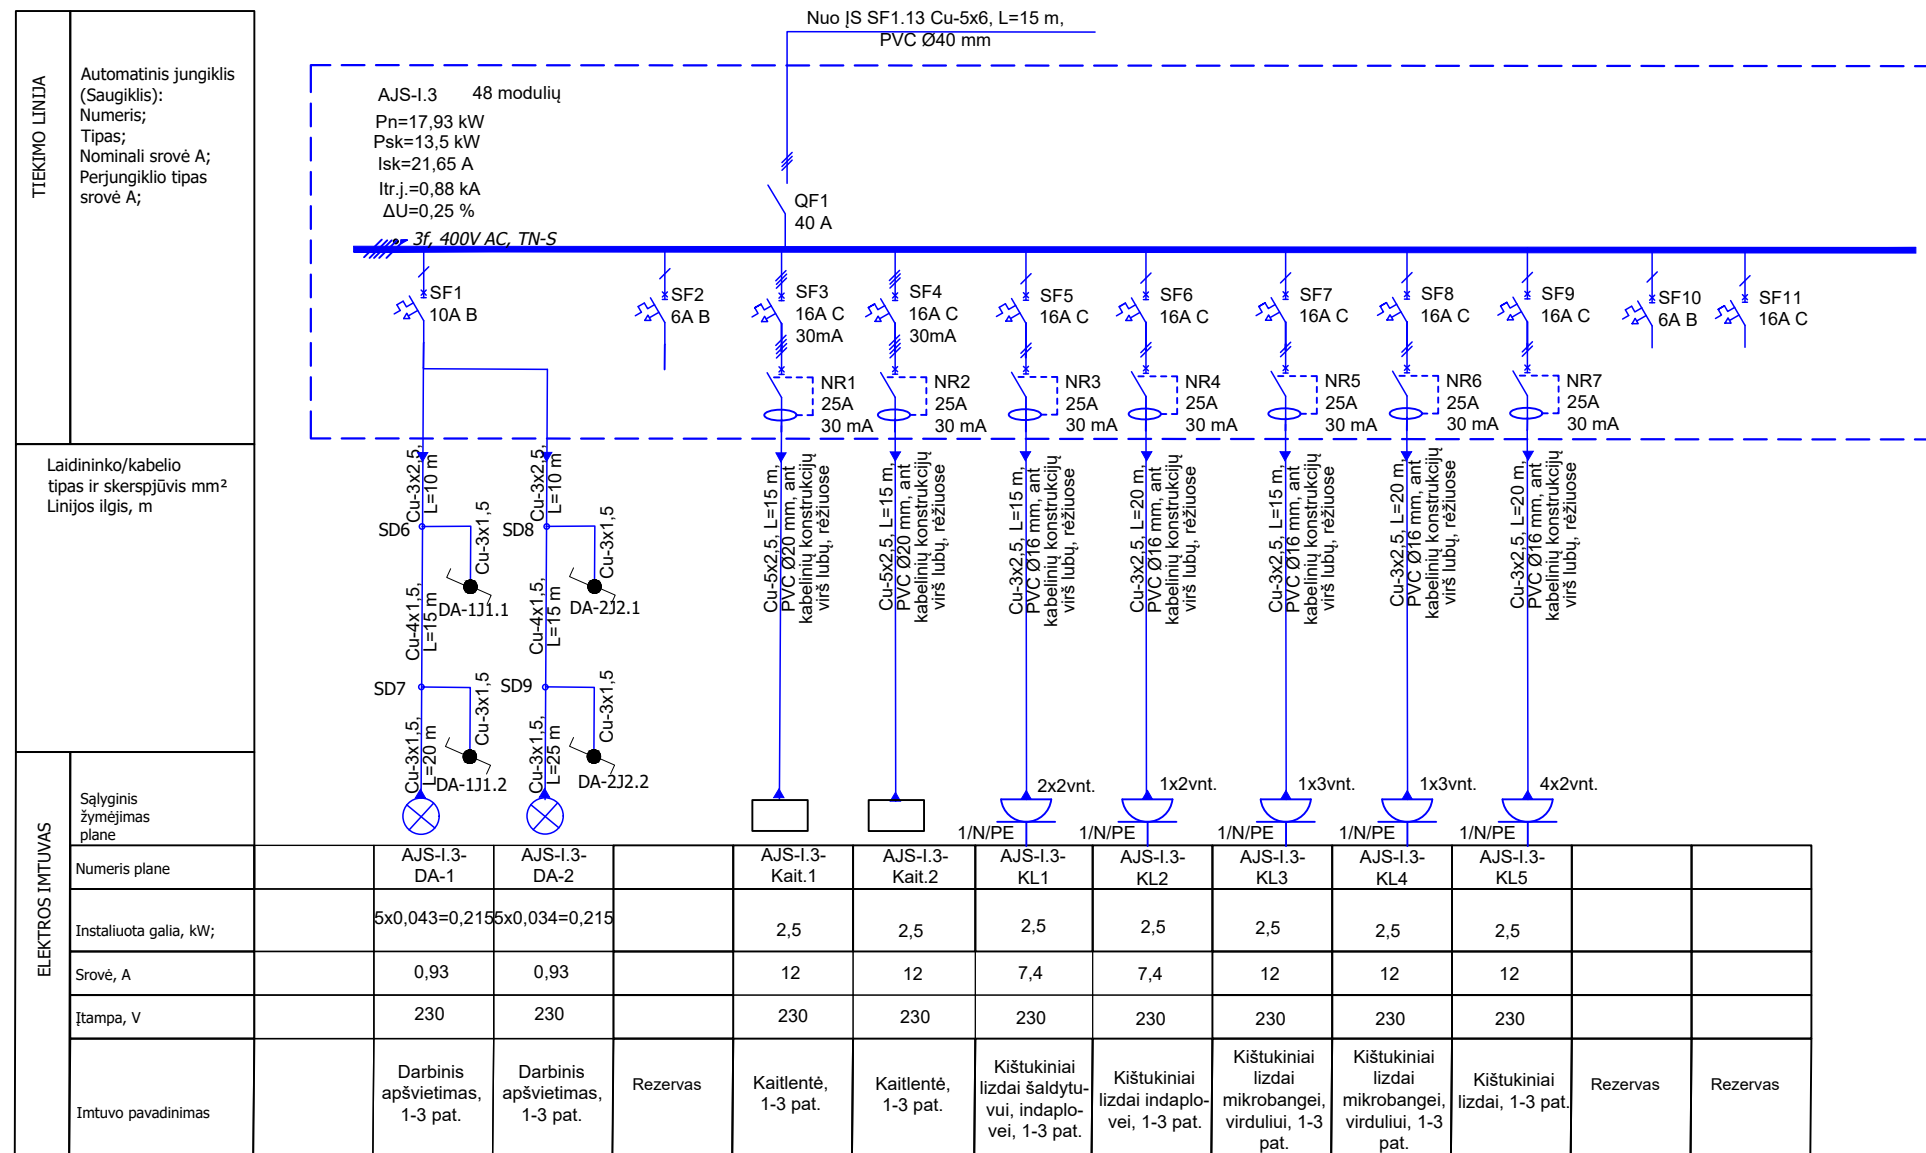 Nuo ĮS SF1.13 Cu-5x6, L=15 m,
PVC Ø40 mm
TIEKIMO LINIJA
Automatinis jungiklis
(Saugiklis):
Numeris;
Tipas;
Nominali srovė A;
Perjungiklio tipas
srovė A;
AJS-I.3 48 modulių
Pn=17,93 kW
Psk=13,5 kW
Isk=21,65 A
Itr.j.=0,88 kA
ΔU=0,25 %
3f, 400V AC, TN-S
QF1
40 A
SF1
10A B
SF2
6A B
SF3
16A C
30mA
SF4
16A C
30mA
SF5
16A C
SF6
16A C
SF7
16A C
SF8
16A C
SF9
16A C
SF10
6A B
SF11
16A C
NR1
25A
30 mA
NR2
25A
30 mA
NR3
25A
30 mA
NR4
25A
30 mA
NR5
25A
30 mA
NR6
25A
30 mA
NR7
25A
30 mA
Laidininko/kabelio
tipas ir skerspjūvis mm²
Linijos ilgis, m
Cu-3x2,5,
L=10 m
SD6
Cu-3x1,5
DA-1J1.1
Cu-4x1,5,
L=15 m
SD7
Cu-3x1,5
DA-1J1.2
Cu-3x1,5,
L=20 m
Cu-3x2,5,
L=10 m
SD8
Cu-3x1,5
DA-2J2.1
Cu-4x1,5,
L=15 m
SD9
Cu-3x1,5
DA-2J2.2
Cu-3x1,5,
L=25 m
Cu-5x2,5, L=15 m,
PVC Ø20 mm, ant
kabelinių konstrukcijų
virš lubų, rėžiuose
Cu-5x2,5, L=15 m,
PVC Ø20 mm, ant
kabelinių konstrukcijų
virš lubų, rėžiuose
Cu-3x2,5, L=15 m,
PVC Ø16 mm, ant
kabelinių konstrukcijų
virš lubų, rėžiuose
Cu-3x2,5, L=20 m,
PVC Ø16 mm, ant
kabelinių konstrukcijų
virš lubų, rėžiuose
Cu-3x2,5, L=15 m,
PVC Ø16 mm, ant
kabelinių konstrukcijų
virš lubų, rėžiuose
Cu-3x2,5, L=20 m,
PVC Ø16 mm, ant
kabelinių konstrukcijų
virš lubų, rėžiuose
Cu-3x2,5, L=20 m,
PVC Ø16 mm, ant
kabelinių konstrukcijų
virš lubų, rėžiuose
ELEKTROS IMTUVAS
Sąlyginis
žymėjimas
plane
2x2vnt.
1x2vnt.
1x3vnt.
1x3vnt.
4x2vnt.
1/N/PE
1/N/PE
1/N/PE
1/N/PE
1/N/PE
Numeris plane
AJS-I.3-
DA-1
AJS-I.3-
DA-2
AJS-I.3-
Kait.1
AJS-I.3-
Kait.2
AJS-I.3-
KL1
AJS-I.3-
KL2
AJS-I.3-
KL3
AJS-I.3-
KL4
AJS-I.3-
KL5
Instaliuota galia, kW;
5x0,043=0,215
5x0,034=0,215
2,5
2,5
2,5
2,5
2,5
2,5
2,5
Srovė, A
0,93
0,93
12
12
7,4
7,4
12
12
12
Įtampa, V
230
230
230
230
230
230
230
230
230
Imtuvo pavadinimas
Darbinis
apšvietimas,
1-3 pat.
Darbinis
apšvietimas,
1-3 pat.
Rezervas
Kaitlentė,
1-3 pat.
Kaitlentė,
1-3 pat.
Kištukiniai
lizdai šaldytu-
vui, indaplo-
vei, 1-3 pat.
Kištukiniai
lizdai indaplo-
vei, 1-3 pat.
Kištukiniai
lizdai
mikrobangei,
virduliui, 1-3
pat.
Kištukiniai
lizdai
mikrobangei,
virduliui, 1-3
pat.
Kištukiniai
lizdai, 1-3 pat.
Rezervas
Rezervas